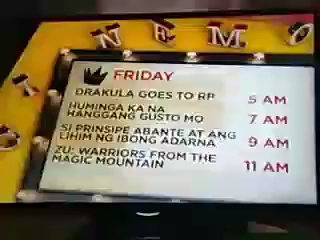 NEMO
FRIDAY
DRAKULA GOES TO RP 5 AM
HUMINGA KA NA
HANGGANG GUSTO MO 7 AM
SI PRINSIPE ABANTE AT ANG
LIHIM NG IBONG ADARNA 9 AM
ZU: WARRIORS FROM THE
MAGIC MOUNTAIN 11 AM